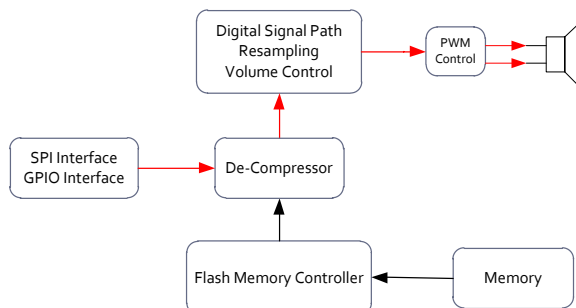 Digital Signal Path
Resampling
Volume Control
PWM
Control
SPI Interface
GPIO Interface
De-Compressor
Flash Memory Controller
Memory